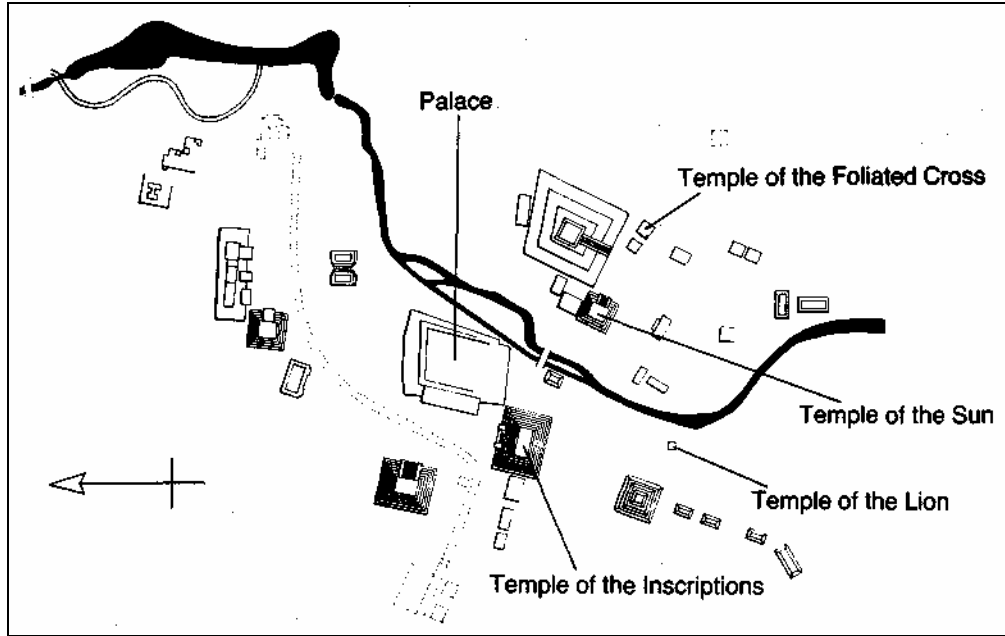 Palace
Temple of the Foliated Cross
Temple of the Sun
Temple of the Lion
Temple of the Inscriptions